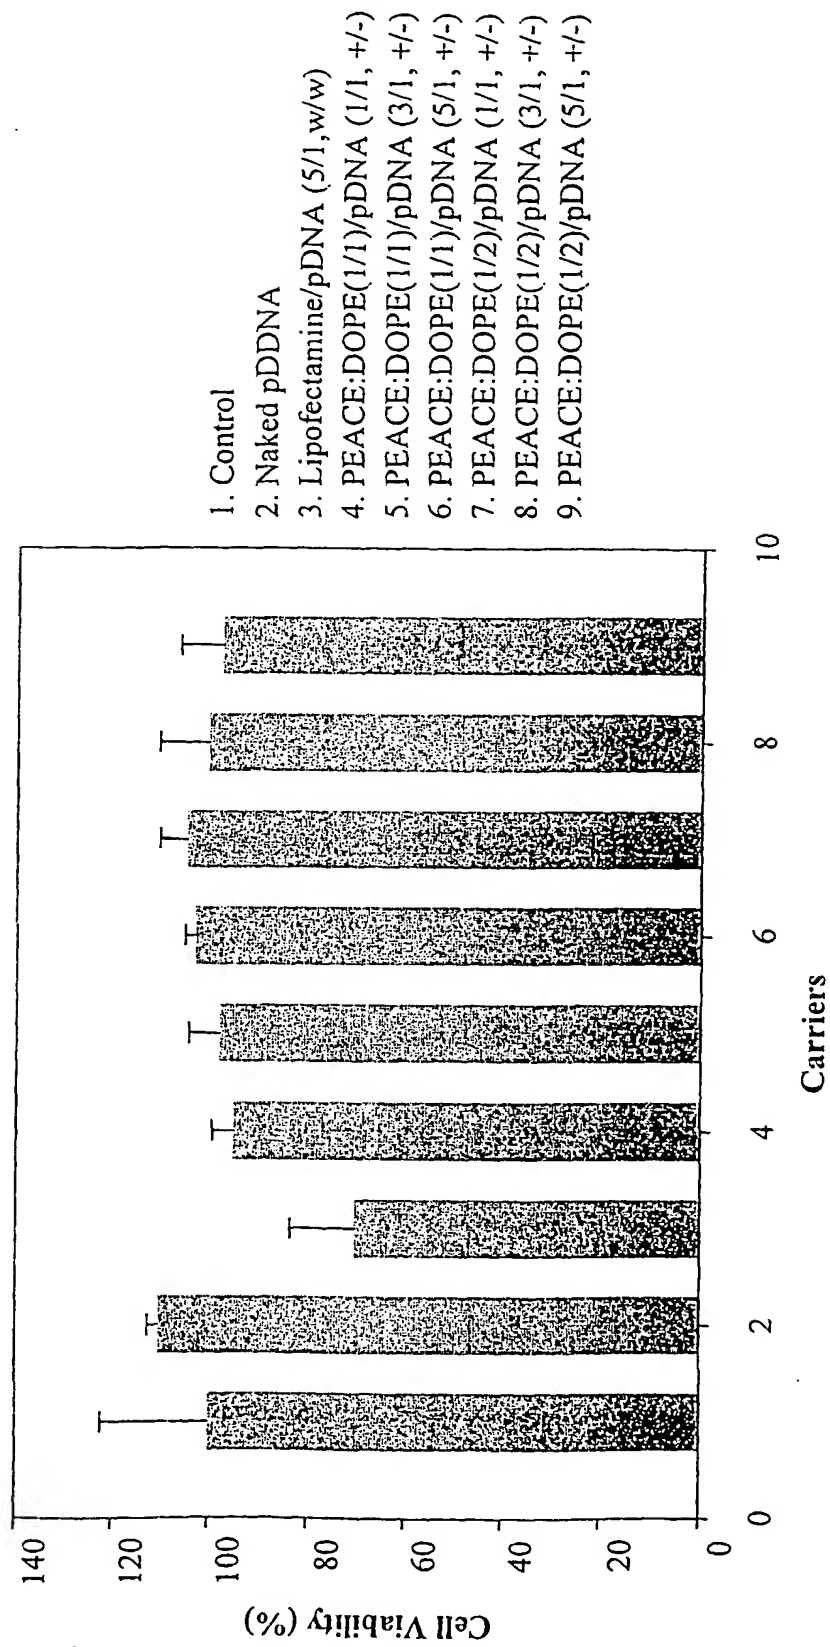 Cell Viability (%)
140
120
100
80
60
40
20
0
0
2
4
6
8
10
Carriers
1. Control
2. Naked pDDNA
3. Lipofectamine/pDNA (5/1,w/w)
4. PEACE:DOPE(1/1)/pDNA (1/1, +/-)
5. PEACE:DOPE(1/1)/pDNA (3/1, +/-)
6. PEACE:DOPE(1/1)/pDNA (5/1, +/-)
7. PEACE:DOPE(1/2)/pDNA (1/1, +/-)
8. PEACE:DOPE(1/2)/pDNA (3/1, +/-)
9. PEACE:DOPE(1/2)/pDNA (5/1, +/-)